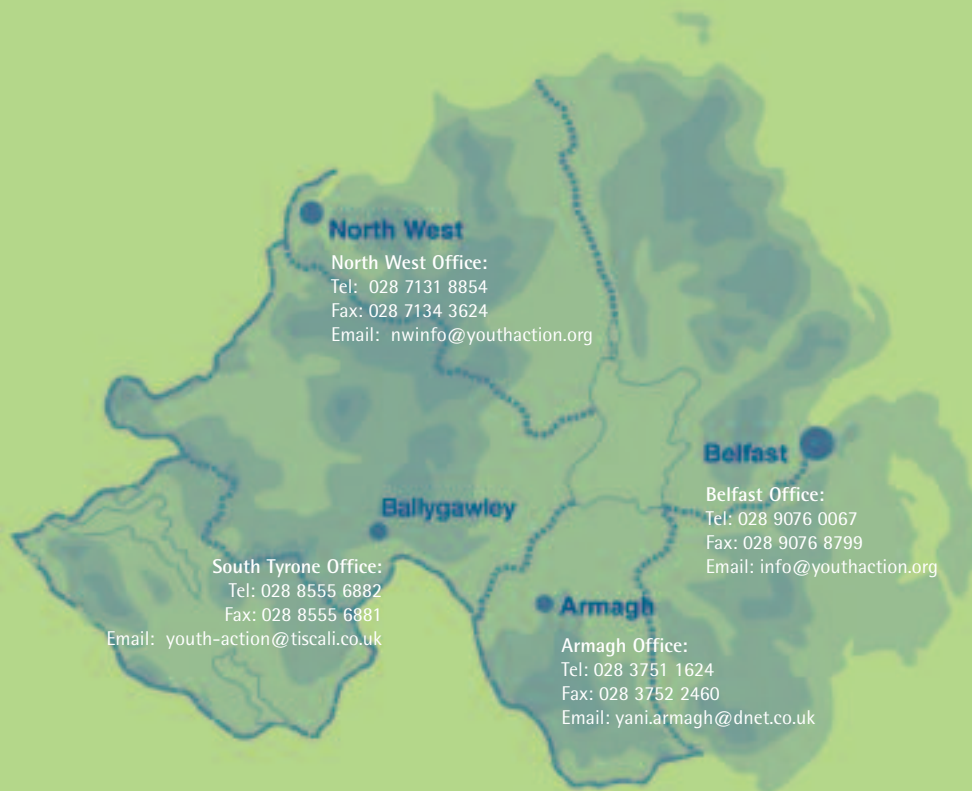 North West
North West Office:
Tel: 028 7131 8854
Fax: 028 7134 3624
Email: nwinfo@youthaction.org
Belfast
Belfast Office:
Tel: 028 9076 0067
Fax: 028 9076 8799
Email: info@youthaction.org
Ballygawley
South Tyrone Office:
Tel: 028 8555 6882
Fax: 028 8555 6881
Email: youth-action@tiscali.co.uk
Armagh
Armagh Office:
Tel: 028 3751 1624
Fax: 028 3752 2460
Email: yani.armagh@dnet.co.uk